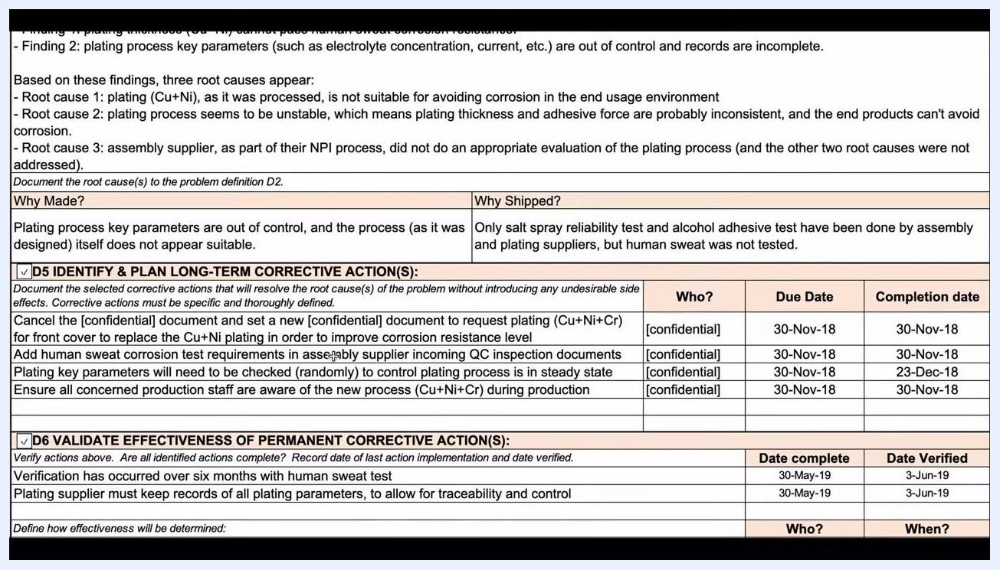 - Finding 1: plating thickness (Cu+Ni) cannot pass human sweat corrosion resistance.
- Finding 2: plating process key parameters (such as electrolyte concentration, current, etc.) are out of control and records are incomplete.
Based on these findings, three root causes appear:
- Root cause 1: plating (Cu+Ni), as it was processed, is not suitable for avoiding corrosion in the end usage environment
- Root cause 2: plating process seems to be unstable, which means plating thickness and adhesive force are probably inconsistent, and the end products can't avoid
corrosion.
- Root cause 3: assembly supplier, as part of their NPI process, did not do an appropriate evaluation of the plating process (and the other two root causes were not
addressed).
Document the root cause(s) to the problem definition D2.
Why Made? Why Shipped?
Plating process key parameters are out of control, and the process (as it was
designed) itself does not appear suitable.
Only salt spray reliability test and alcohol adhesive test have been done by assembly
and plating suppliers, but human sweat was not tested.
✓ D5 IDENTIFY & PLAN LONG-TERM CORRECTIVE ACTION(S):
Document the selected corrective actions that will resolve the root cause(s) of the problem without introducing any undesirable side
effects. Corrective actions must be specific and thoroughly defined.
Who? Due Date Completion date
Cancel the [confidential] document and set a new [confidential] document to request plating (Cu+Ni+Cr)
for front cover to replace the Cu+Ni plating in order to improve corrosion resistance level
[confidential] 30-Nov-18 30-Nov-18
Add human sweat corrosion test requirements in assembly supplier incoming QC inspection documents [confidential] 30-Nov-18 30-Nov-18
Plating key parameters will need to be checked (randomly) to control plating process is in steady state [confidential] 30-Nov-18 23-Dec-18
Ensure all concerned production staff are aware of the new process (Cu+Ni+Cr) during production [confidential] 30-Nov-18 30-Nov-18
✓ D6 VALIDATE EFFECTIVENESS OF PERMANENT CORRECTIVE ACTION(S):
Verify actions above. Are all identified actions complete? Record date of last action implementation and date verified. Date complete Date Verified
Verification has occurred over six months with human sweat test 30-May-19 3-Jun-19
Plating supplier must keep records of all plating parameters, to allow for traceability and control 30-May-19 3-Jun-19
Define how effectiveness will be determined: Who? When?